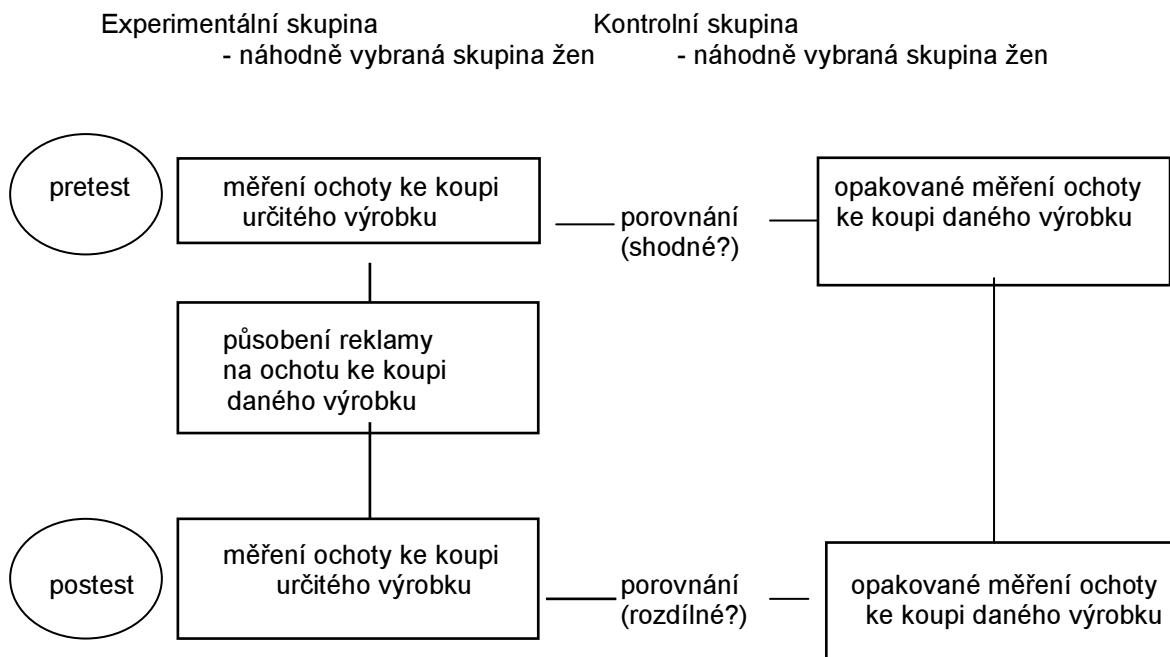 Experimentální skupina Kontrolní skupina
- náhodně vybraná skupina žen - náhodně vybraná skupina žen
pretest
měření ochoty ke koupi
určitého výrobku
porovnání
(shodné?)
opakované měření ochoty
ke koupi daného výrobku
působení reklamy
na ochotu ke koupi
daného výrobku
postest
měření ochoty ke koupi
určitého výrobku
porovnání
(rozdílné?)
opakované měření ochoty
ke koupi daného výrobku